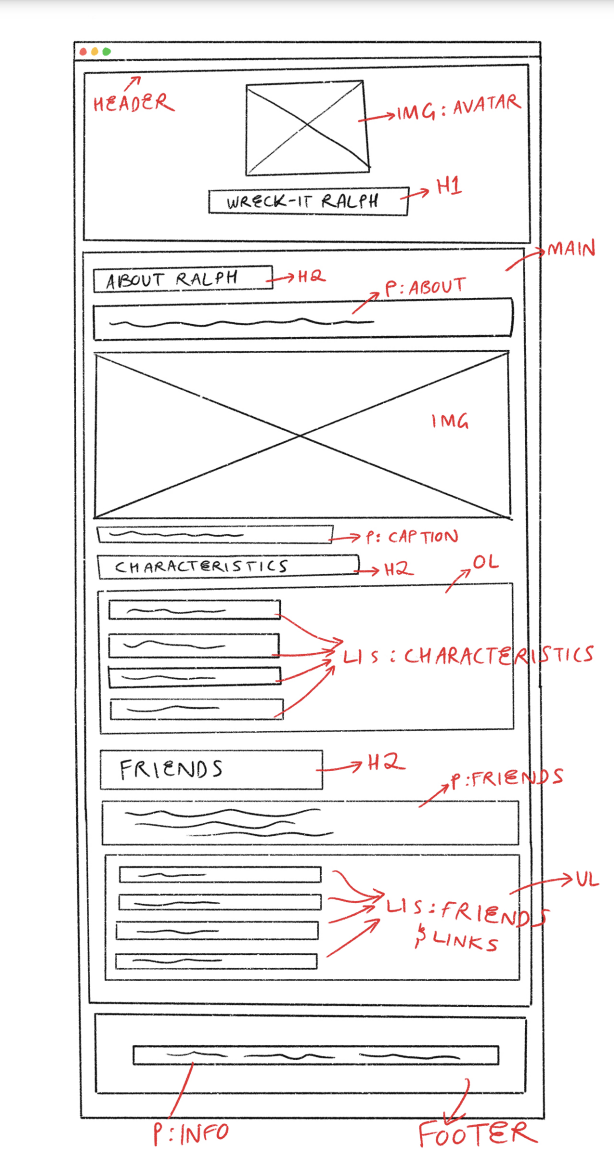 HEADER
IMG: AVATAR
WRECK-IT RALPH
H1
MAIN
ABOUT RALPH
H2
P: ABOUT
IMG
P: CAPTION
CHARACTERISTICS
H2
OL
LIs: CHARACTERISTICS
FRIENDS
H2
P:FRIENDS
UL
LIS: FRIENDS
& LINKS
P:INFO
FOOTER